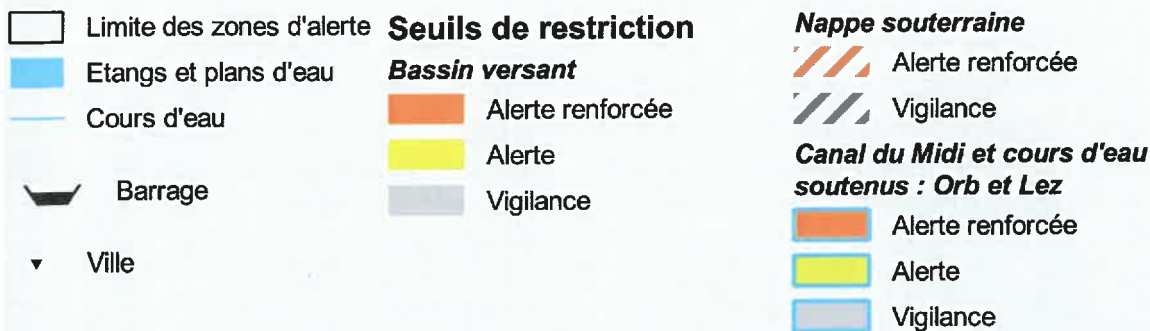 Limite des zones d'alerte
Etangs et plans d'eau
Cours d'eau
Barrage
Ville
Seuils de restriction
Bassin versant
Alerte renforcée
Alerte
Vigilance
Nappe souterraine
Alerte renforcée
Vigilance
Canal du Midi et cours d'eau
soutenus : Orb et Lez
Alerte renforcée
Alerte
Vigilance